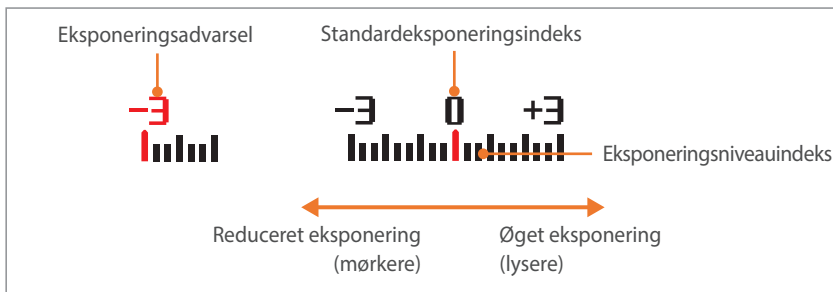 Eksponeringsadvarsel
Standardeksponeringsindeks
-3
-3 0 +3
Eksponeringsniveauindeks
Reduceret eksponering
(mørkere)
Øget eksponering
(lysere)